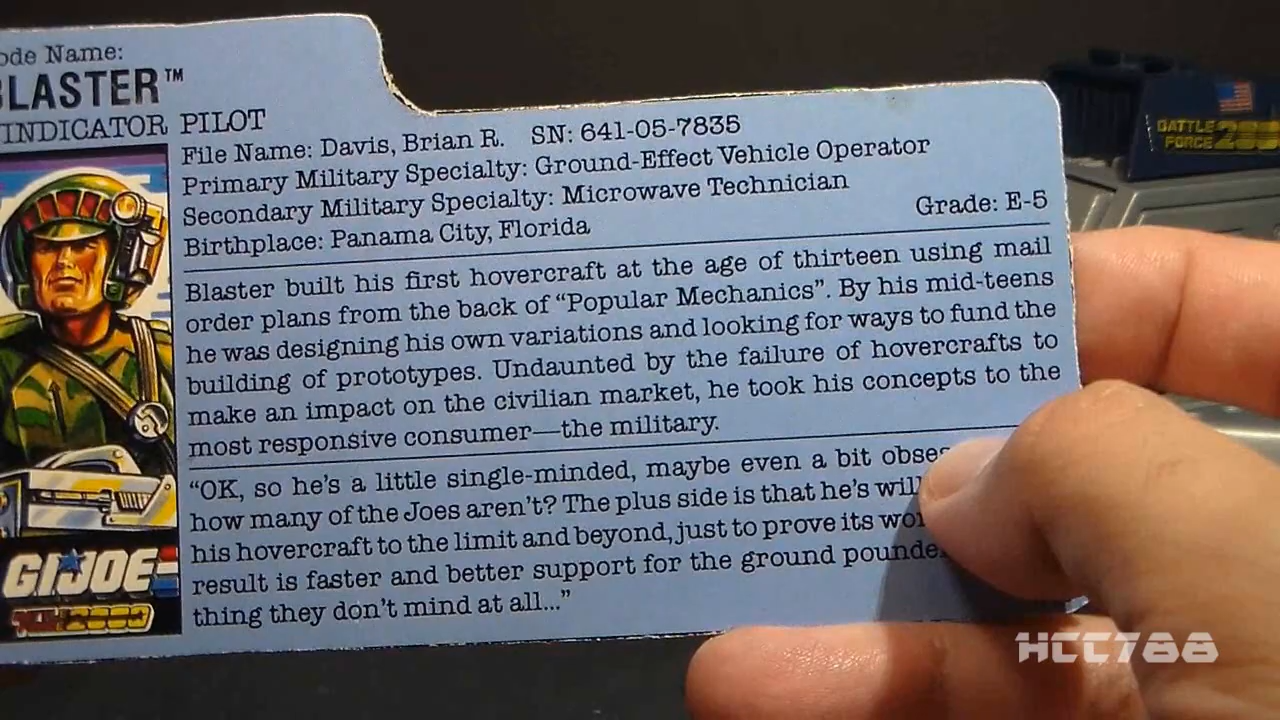 ode Name:
BLASTER™
VINDICATOR PILOT
File Name: Davis, Brian R. SN: 641-05-7835
Primary Military Specialty: Ground-Effect Vehicle Operator
Secondary Military Specialty: Microwave Technician
Birthplace: Panama City, Florida Grade: E-5
Blaster built his first hovercraft at the age of thirteen using mail
order plans from the back of “Popular Mechanics”. By his mid-teens
he was designing his own variations and looking for ways to fund the
building of prototypes. Undaunted by the failure of hovercrafts to
make an impact on the civilian market, he took his concepts to the
most responsive consumer—the military.
“OK, so he’s a little single-minded, maybe even a bit obse
how many of the Joes aren’t? The plus side is that he’s will
his hovercraft to the limit and beyond, just to prove its wo
result is faster and better support for the ground pounde
thing they don’t mind at all...”
G.I. JOE
2000
BATTLE
FORCE 2000
HCC788